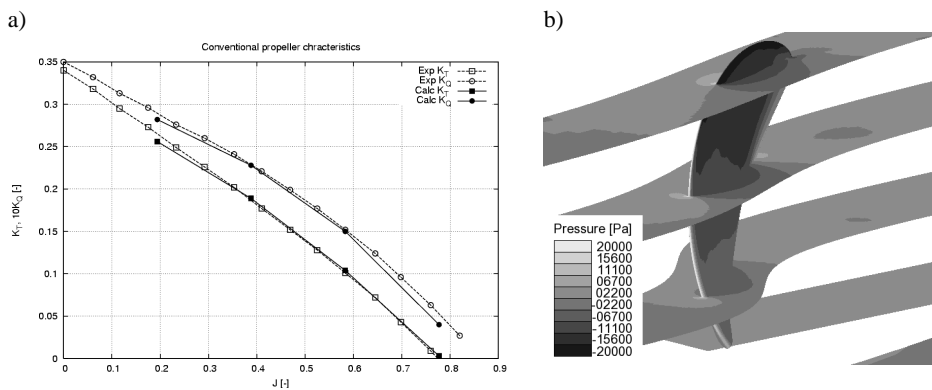 a)
Conventional propeller chracteristics
Exp K_T
Exp K_Q
Calc K_T
Calc K_Q
K_T, 10K_Q [-]
0.35
0.3
0.25
0.2
0.15
0.1
0.05
0
0 0.1 0.2 0.3 0.4 0.5 0.6 0.7 0.8 0.9
J [-]
b)
Pressure [Pa]
20000
15600
11100
06700
02200
-02200
-06700
-11100
-15600
-20000